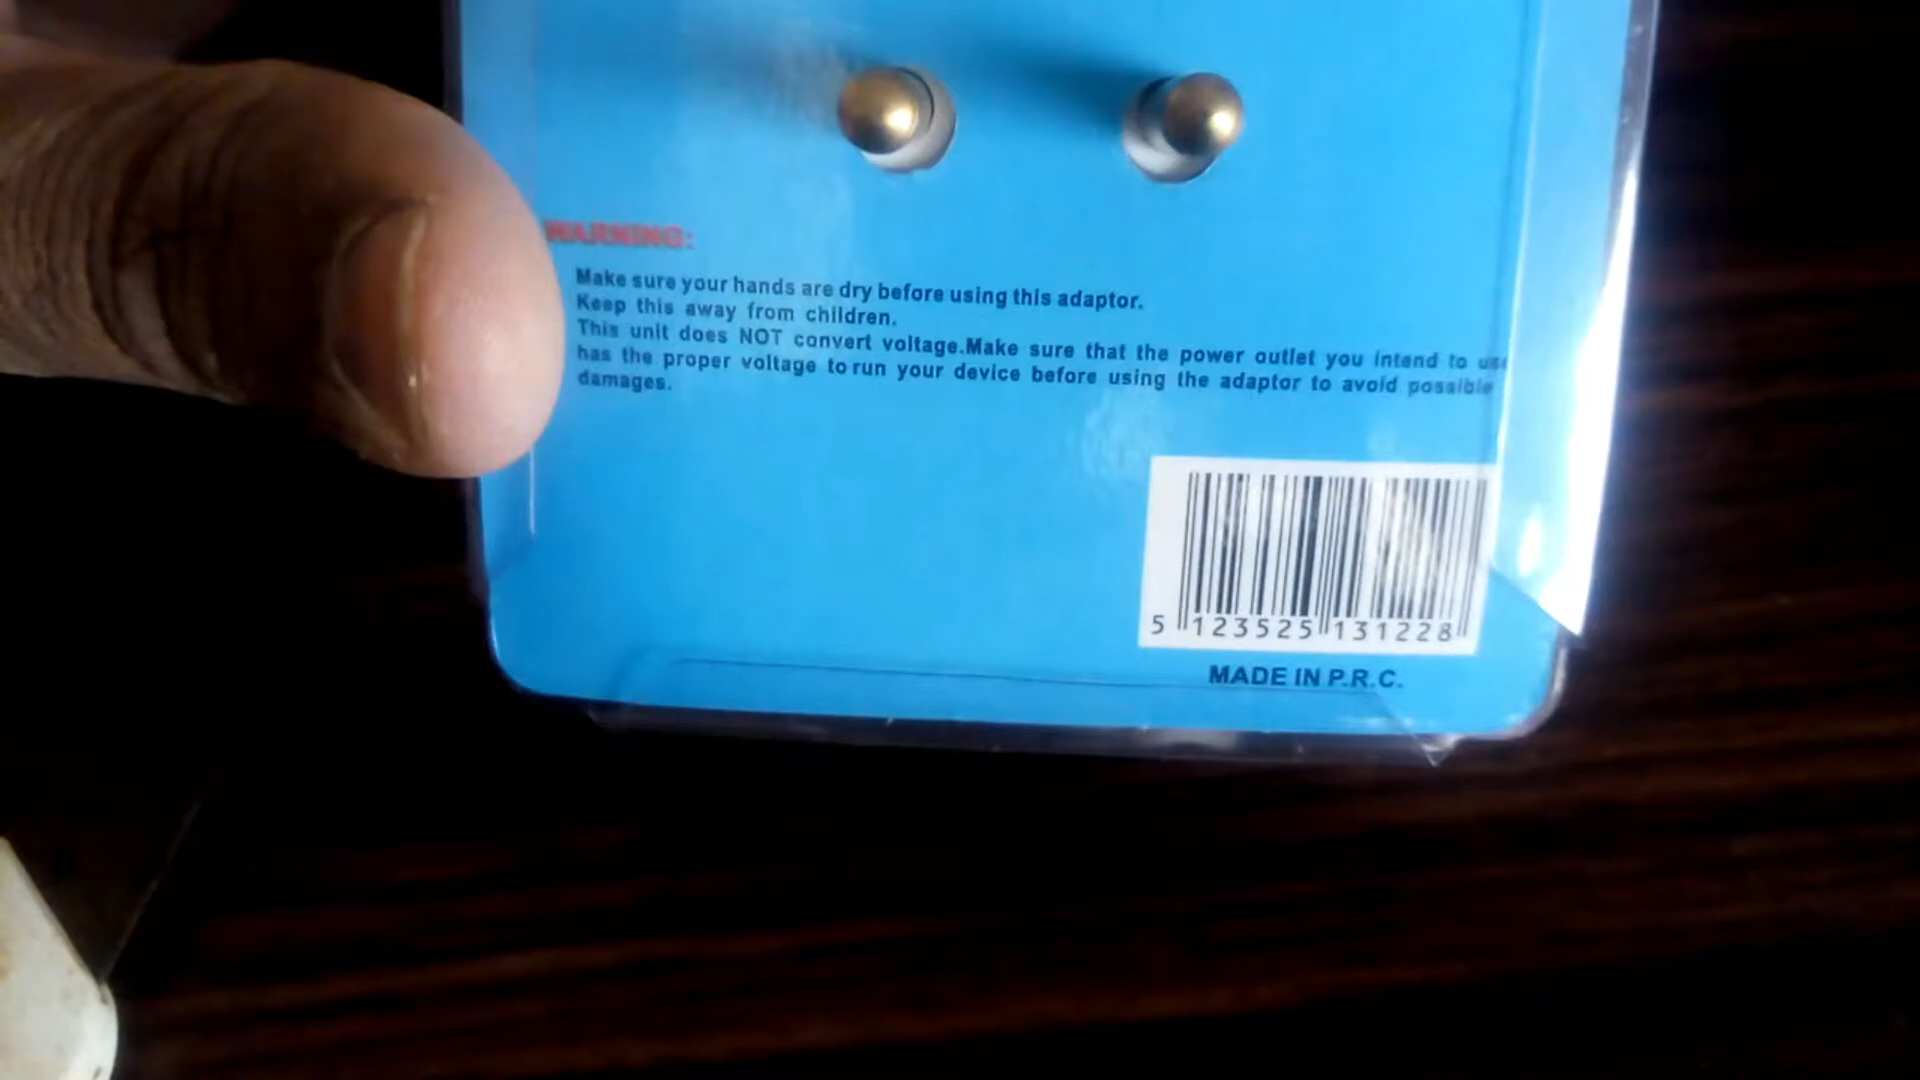 WARNING:
Make sure your hands are dry before using this adaptor.
Keep this away from children.
This unit does NOT convert voltage.Make sure that the power outlet you intend to use
has the proper voltage to run your device before using the adaptor to avoid possible
damages.
5 123525 131228
MADE IN P.R.C.